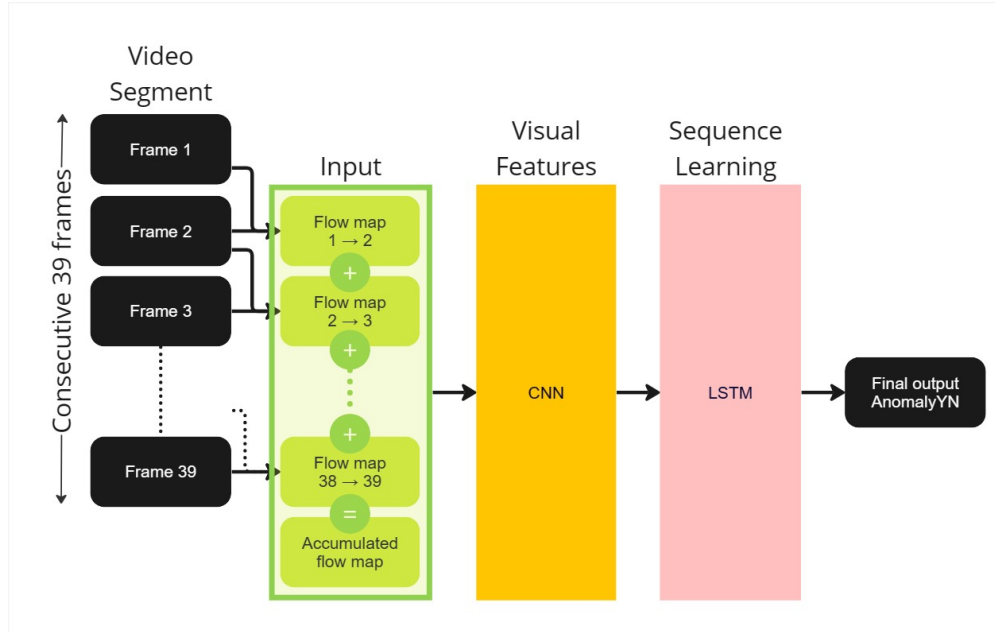 Video
Segment
Consecutive 39 frames
Frame 1
Frame 2
Frame 3
Frame 39
Input
Flow map
1 → 2
+
Flow map
2 → 3
+
+
Flow map
38 → 39
=
Accumulated
flow map
Visual
Features
CNN
Sequence
Learning
LSTM
Final output
AnomalyYN